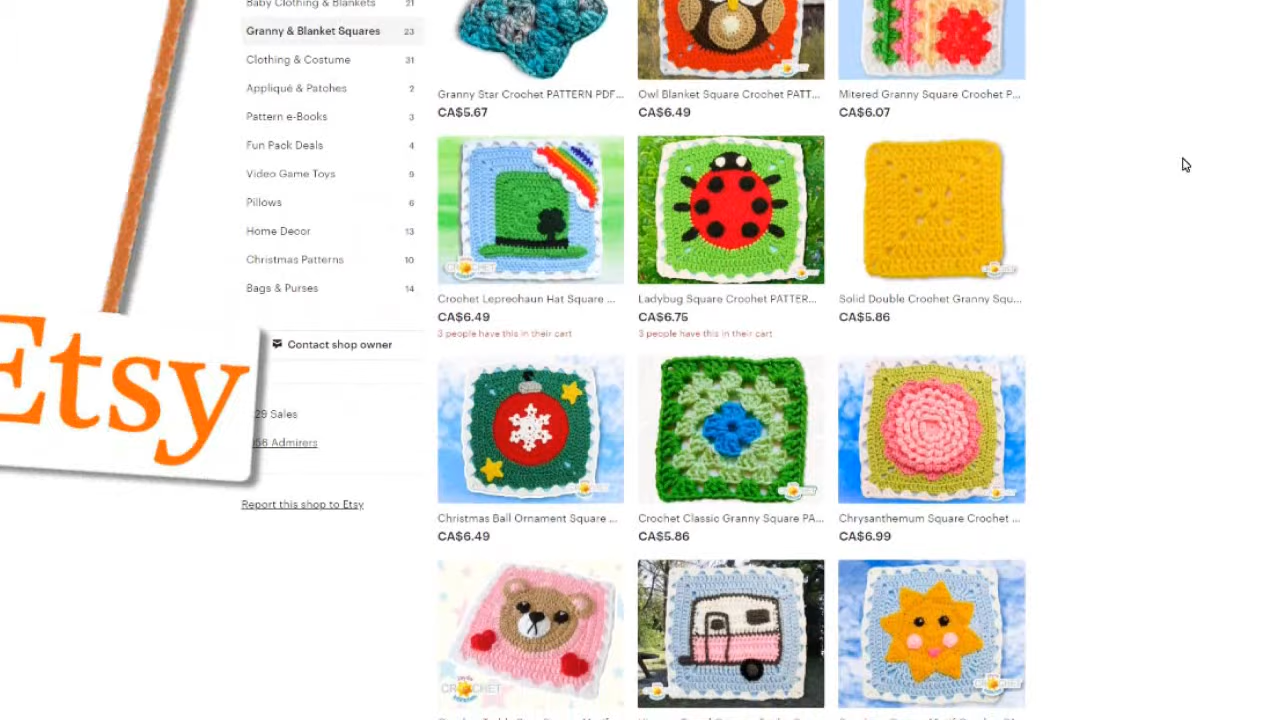 Baby Clothing & Blankets 21
Granny & Blanket Squares 23
Clothing & Costume 31
Appliqué & Patches 2
Pattern e-Books 3
Fun Pack Deals 4
Video Game Toys 9
Pillows 6
Home Decor 13
Christmas Patterns 10
Bags & Purses 14
Contact shop owner
29 Sales
Admirers
Report this shop to Etsy
Etsy
Granny Star Crochet PATTERN PDF...
CA$5.67
Owl Blanket Square Crochet PATT...
CA$6.49
Mitered Granny Square Crochet P...
CA$6.07
Crochet Leprechaun Hat Square ...
CA$6.49
3 people have this in their cart
Ladybug Square Crochet PATTER...
CA$6.75
3 people have this in their cart
Solid Double Crochet Granny Squ...
CA$5.86
Christmas Ball Ornament Square ...
CA$6.49
Crochet Classic Granny Square PA...
CA$5.86
Chrysanthemum Square Crochet ...
CA$6.99
CROCHET